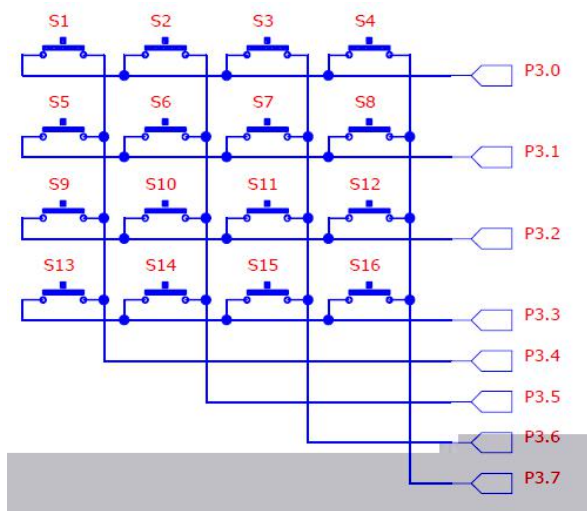 S1 S2 S3 S4
P3.0
S5 S6 S7 S8
P3.1
S9 S10 S11 S12
P3.2
S13 S14 S15 S16
P3.3
P3.4
P3.5
P3.6
P3.7